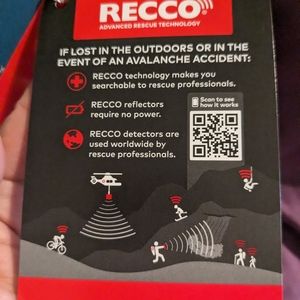 RECCO
ADVANCED RESCUE TECHNOLOGY
IF LOST IN THE OUTDOORS OR IN THE
EVENT OF AN AVALANCHE ACCIDENT:
RECCO technology makes you
searchable to rescue professionals.
RECCO reflectors
require no power.
RECCO detectors are
used worldwide by
rescue professionals.
Scan to see
how it works